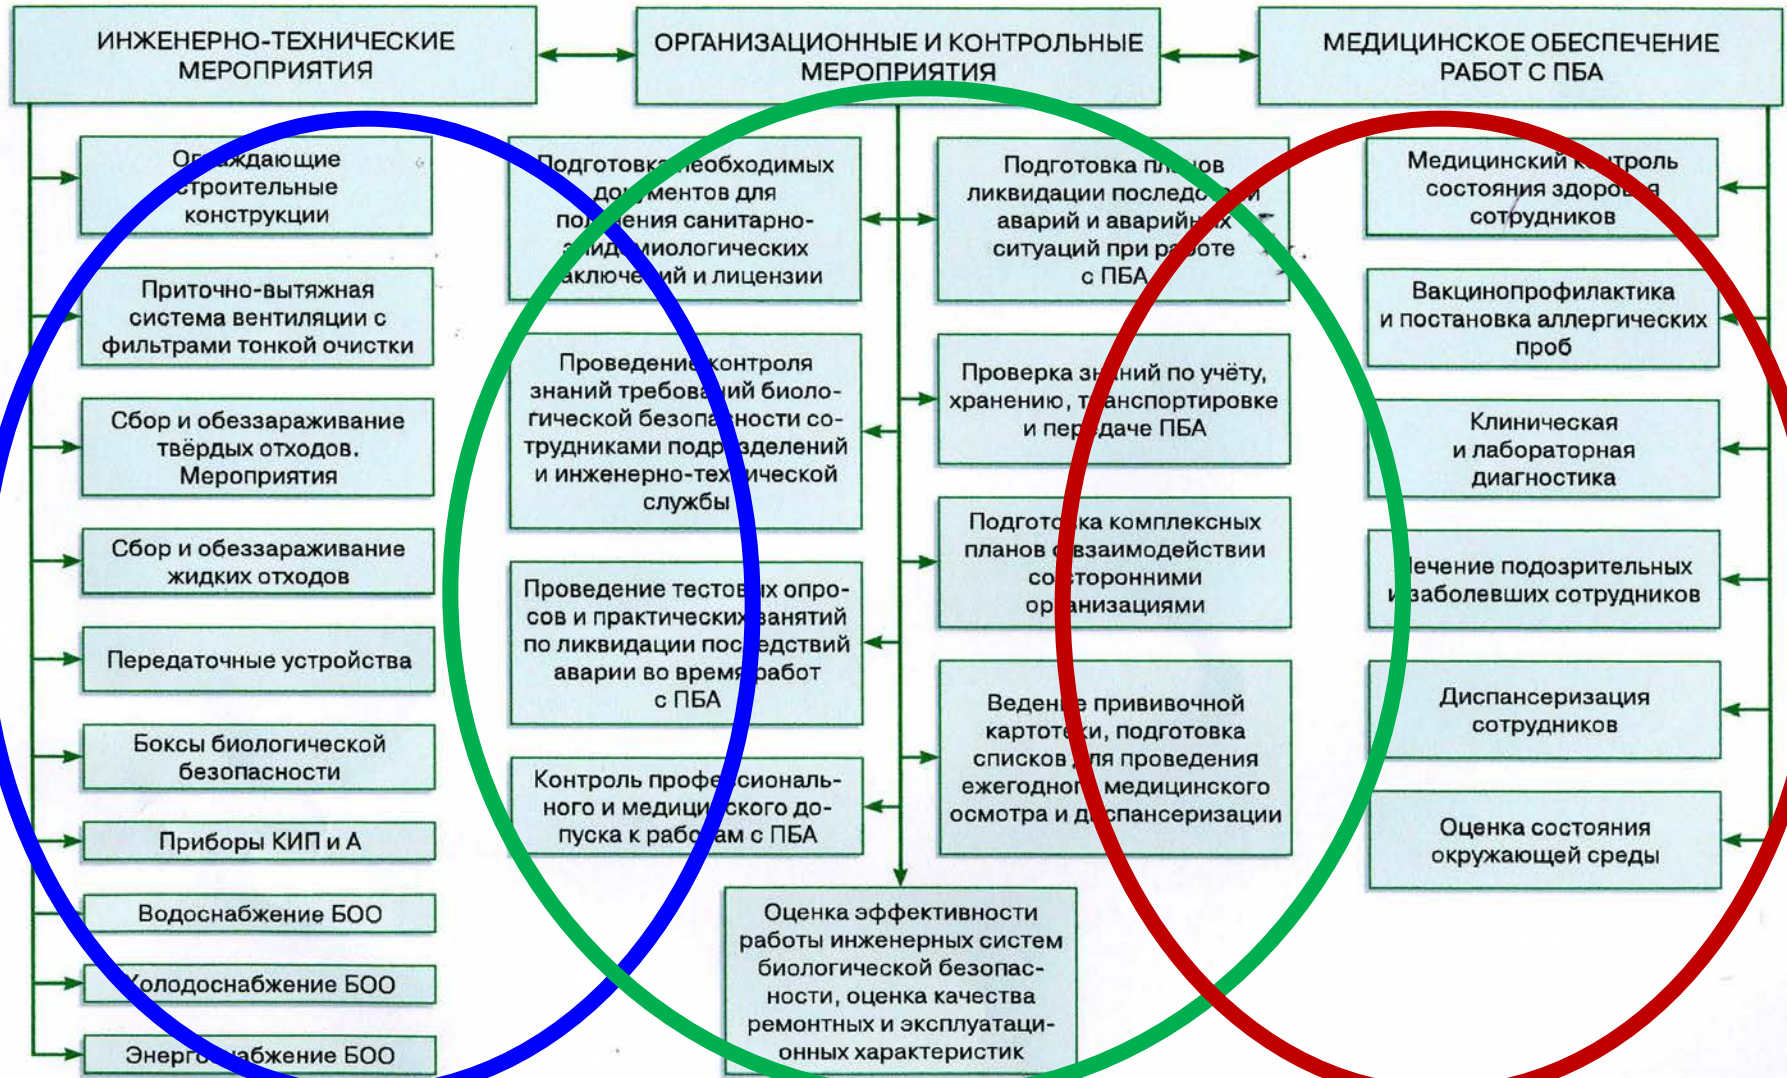 ИНЖЕНЕРНО-ТЕХНИЧЕСКИЕ
МЕРОПРИЯТИЯ
ОРГАНИЗАЦИОННЫЕ И КОНТРОЛЬНЫЕ
МЕРОПРИЯТИЯ
МЕДИЦИНСКОЕ ОБЕСПЕЧЕНИЕ
РАБОТ С ПБА
Ограждающие
строительные
конструкции
Приточно-вытяжная
система вентиляции с
фильтрами тонкой очистки
Сбор и обеззараживание
твёрдых отходов.
Мероприятия
Сбор и обеззараживание
жидких отходов
Передаточные устройства
Боксы биологической
безопасности
Приборы КИП и А
Водоснабжение БОО
Холодоснабжение БОО
Энергоснабжение БОО
Подготовка необходимых
документов для
получения санитарно-
эпидемиологических
заключений и лицензии
Проведение контроля
знаний требований биоло-
гической безопасности со-
трудниками подразделений
и инженерно-технической
службы
Проведение тестовых опро-
сов и практических занятий
по ликвидации последствий
аварии во время работ
с ПБА
Контроль профессиональ-
ного и медицинского до-
пуска к работам с ПБА
Подготовка планов
ликвидации последствий
аварий и аварийных
ситуаций при работе
с ПБА
Проверка знаний по учёту,
хранению, транспортировке
и передаче ПБА
Подготовка комплексных
планов о взаимодействии
со сторонними
организациями
Ведение прививочной
картотеки, подготовка
списков для проведения
ежегодного медицинского
осмотра и диспансеризации
Оценка эффективности
работы инженерных систем
биологической безопас-
ности, оценка качества
ремонтных и эксплуатаци-
онных характеристик
Медицинский контроль
состояния здоровья
сотрудников
Вакцинопрофилактика
и постановка аллергических
проб
Клиническая
и лабораторная
диагностика
Лечение подозрительных
и заболевших сотрудников
Диспансеризация
сотрудников
Оценка состояния
окружающей среды